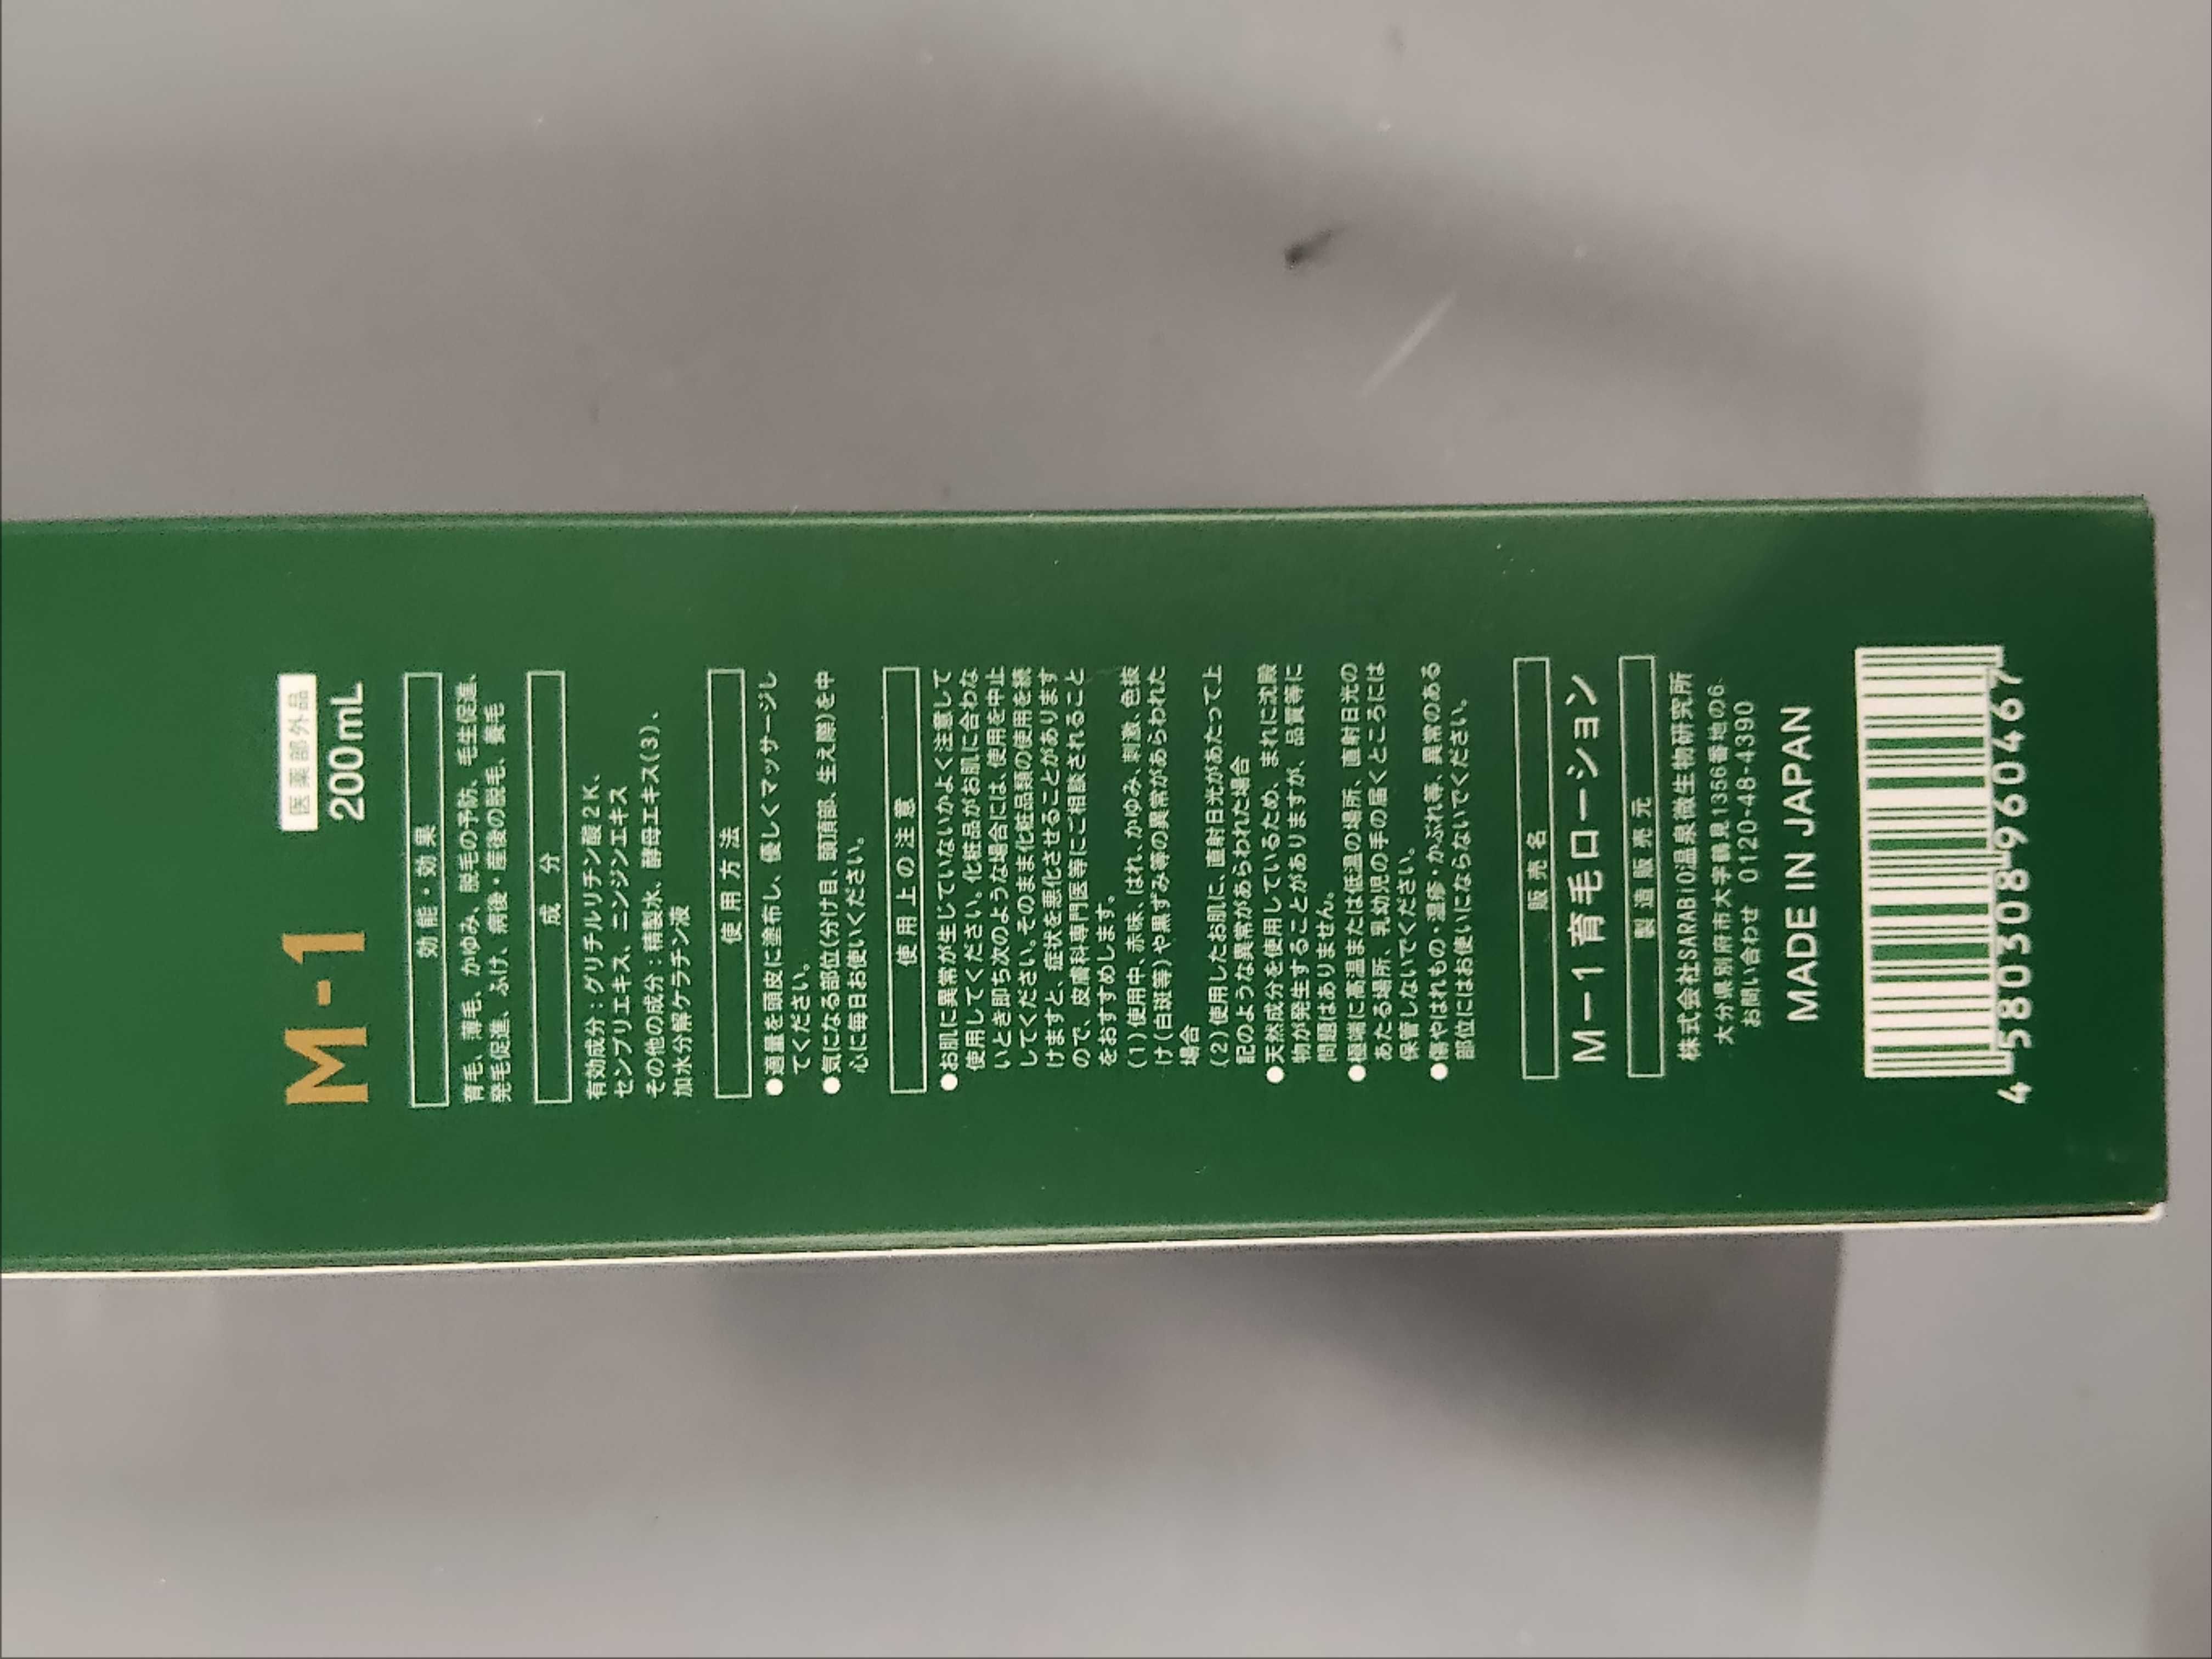 M-1
医薬部外品
200mL
効能・効果
育毛、薄毛、かゆみ、脱毛の予防、毛生促進、
発毛促進、ふけ、病後・産後の脱毛、養毛
成分
有効成分：グリチルリチン酸2K、
センブリエキス、ニンジンエキス
その他の成分：精製水、酵母エキス(3)、
加水分解ケラチン液
使用方法
●適量を頭皮に塗布し、優しくマッサージし
てください。
●気になる部位(分け目、頭頂部、生え際)を中
心に毎日お使いください。
使用上の注意
●お肌に異常が生じていないかよく注意して
使用してください。化粧品がお肌に合わな
いとき即ち次のような場合には、使用を中止
してください。そのまま化粧品類の使用を続
けますと、症状を悪化させることがあります
ので、皮膚科専門医等にご相談されること
をおすすめします。
(1)使用中、赤味、はれ、かゆみ、刺激、色抜
け(白斑等)や黒ずみ等の異常があらわれた
場合
(2)使用したお肌に、直射日光があたって上
記のような異常があらわれた場合
●天然成分を使用しているため、まれに沈殿
物が発生することがありますが、品質等に
問題はありません。
●極端に高温または低温の場所、直射日光の
あたる場所、乳幼児の手の届くところには
保管しないでください。
●傷やはれもの・湿疹・かぶれ等、異常のある
部位にはお使いにならないでください。
販売名
M-1育毛ローション
製造販売元
株式会社SARABiO温泉微生物研究所
大分県別府市大字鶴見1356番地の6
お問い合わせ 0120-48-4390
MADE IN JAPAN
4580308960467